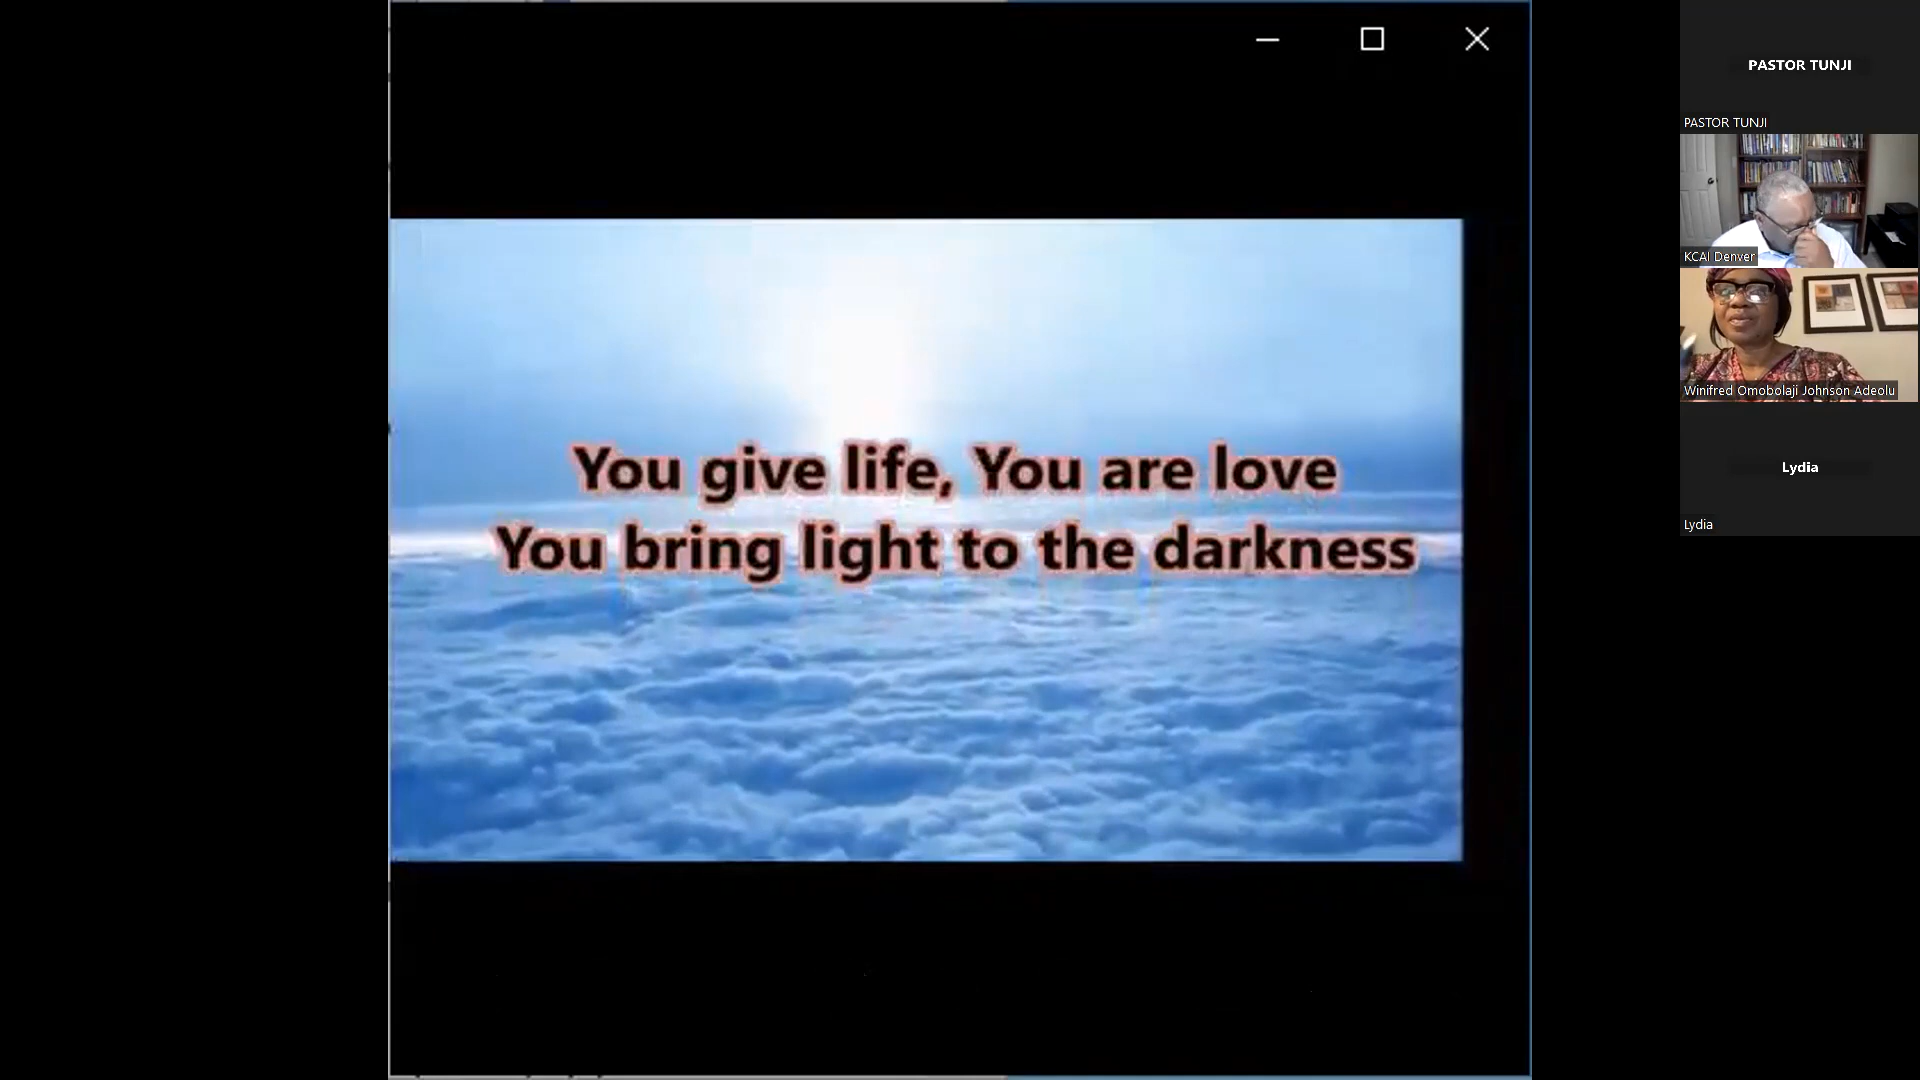 You give life, You are love
You bring light to the darkness
PASTOR TUNJI
PASTOR TUNJI
KCAI Denver
Winifred Omobolaji Johnson Adeolu
Lydia
Lydia